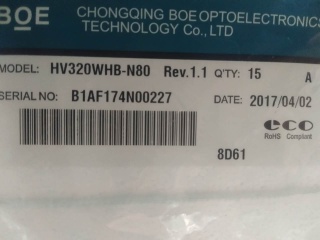 BOE CHONGQING BOE OPTOELECTRONICS
TECHNOLOGY Co., LTD
MODEL: HV320WHB-N80 Rev.1.1 Q'TY: 15 A
SERIAL NO: B1AF174N00227 DATE: 2017/04/02
eco
RoHS Compliant
8D61